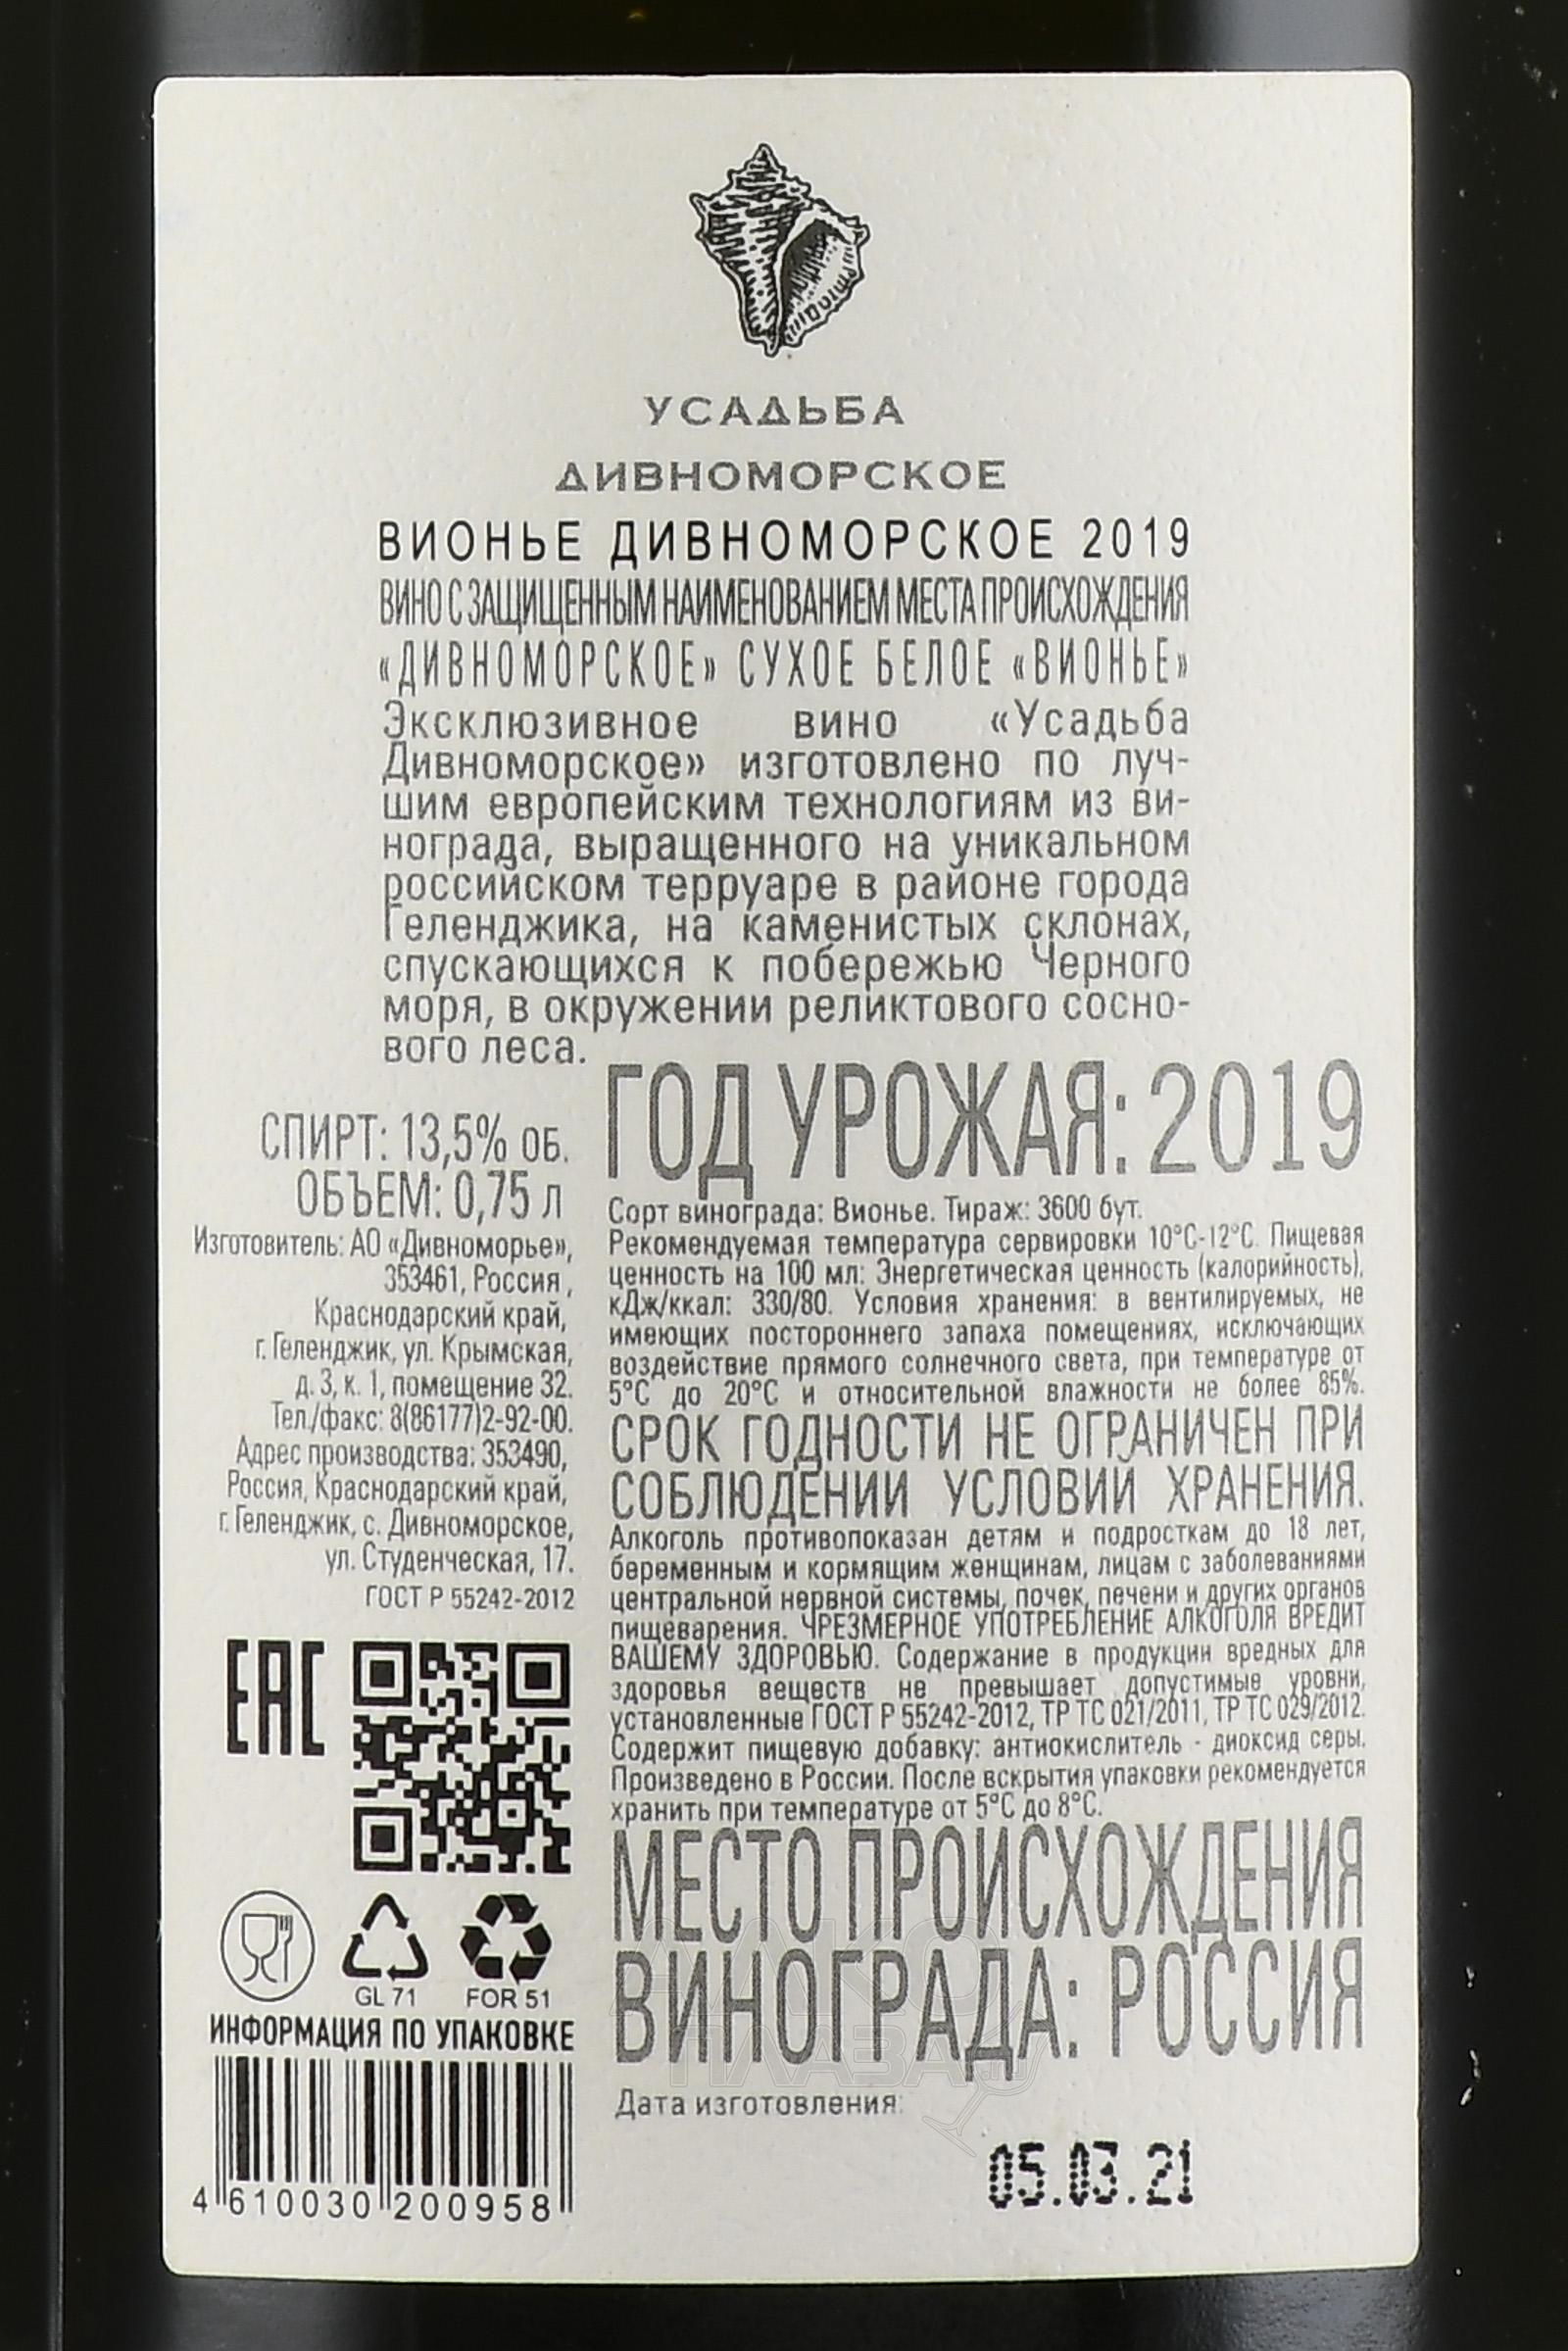 УСАДЬБА
ДИВНОМОРСКОЕ
ВИОНЬЕ ДИВНОМОРСКОЕ 2019
ВИНО С ЗАЩИЩЕННЫМ НАИМЕНОВАНИЕМ МЕСТА ПРОИСХОЖДЕНИЯ
«ДИВНОМОРСКОЕ» СУХОЕ БЕЛОЕ «ВИОНЬЕ»
Эксклюзивное вино «Усадьба
Дивноморское» изготовлено по луч-
шим европейским технологиям из ви-
нограда, выращенного на уникальном
российском терруаре в районе города
Геленджика, на каменистых склонах,
спускающихся к побережью Черного
моря, в окружении реликтового сосно-
вого леса.
СПИРТ: 13,5% ОБ.
ОБЪЕМ: 0,75 Л
Изготовитель: АО «Дивноморье»,
353461, Россия ,
Краснодарский край,
г. Геленджик, ул. Крымская,
д. 3, к. 1, помещение 32.
Тел./факс: 8(86177)2-92-00.
Адрес производства: 353490,
Россия, Краснодарский край,
г. Геленджик, с. Дивноморское,
ул. Студенческая, 17.
ГОСТ Р 55242-2012
EAC
GL 71 FOR 51
ИНФОРМАЦИЯ ПО УПАКОВКЕ
4 610030 200958
ГОД УРОЖАЯ: 2019
Сорт винограда: Вионье. Тираж: 3600 бут.
Рекомендуемая температура сервировки 10°С-12°С. Пищевая
ценность на 100 мл: Энергетическая ценность (калорийность),
кДж/ккал: 330/80. Условия хранения: в вентилируемых, не
имеющих постороннего запаха помещениях, исключающих
воздействие прямого солнечного света, при температуре от
5°С до 20°С и относительной влажности не более 85%.
СРОК ГОДНОСТИ НЕ ОГРАНИЧЕН ПРИ
СОБЛЮДЕНИИ УСЛОВИЙ ХРАНЕНИЯ.
Алкоголь противопоказан детям и подросткам до 18 лет,
беременным и кормящим женщинам, лицам с заболеваниями
центральной нервной системы, почек, печени и других органов
пищеварения. ЧРЕЗМЕРНОЕ УПОТРЕБЛЕНИЕ АЛКОГОЛЯ ВРЕДИТ
ВАШЕМУ ЗДОРОВЬЮ. Содержание в продукции вредных для
здоровья веществ не превышает допустимые уровни,
установленные ГОСТ Р 55242-2012, ТР ТС 021/2011, ТР ТС 029/2012.
Содержит пищевую добавку: антиокислитель - диоксид серы.
Произведено в России. После вскрытия упаковки рекомендуется
хранить при температуре от 5°С до 8°С.
МЕСТО ПРОИСХОЖДЕНИЯ
ВИНОГРАДА: РОССИЯ
АЛКО
ПЛАЗА
Дата изготовления:
05.03.21